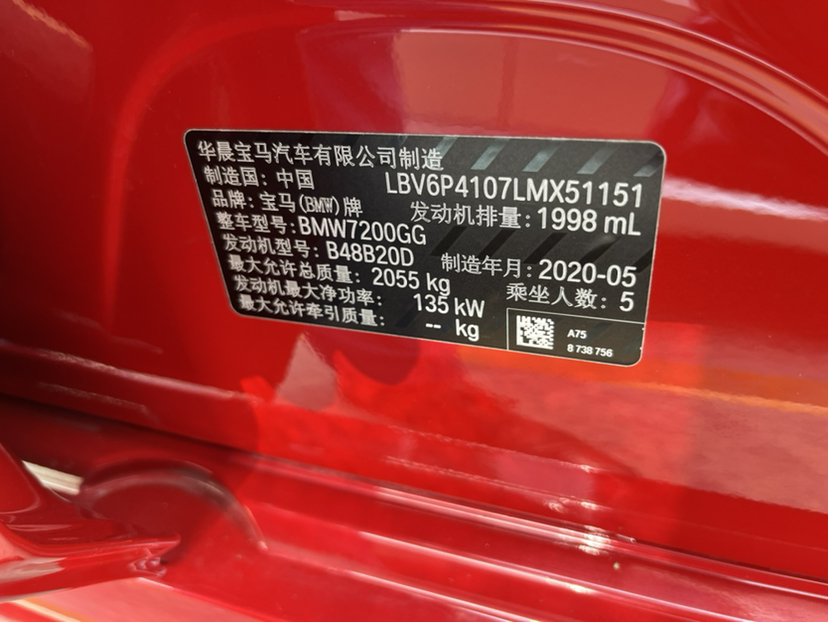 华晨宝马汽车有限公司制造
制造国: 中国 LBV6P4107LMX51151
品牌: 宝马(BMW)牌 发动机排量: 1998 mL
整车型号: BMW7200GG
发动机型号: B48B20D 制造年月: 2020-05
最大允许总质量: 2055 kg 乘坐人数: 5
发动机最大净功率: 135 kW
最大允许牵引质量: -- kg
A75
8 738 756